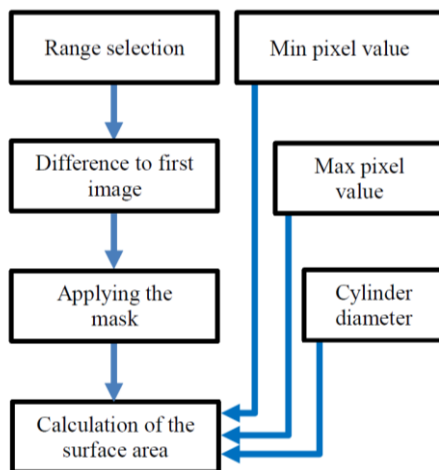 Range selection
Min pixel value
Difference to first
image
Max pixel
value
Applying the
mask
Cylinder
diameter
Calculation of the
surface area